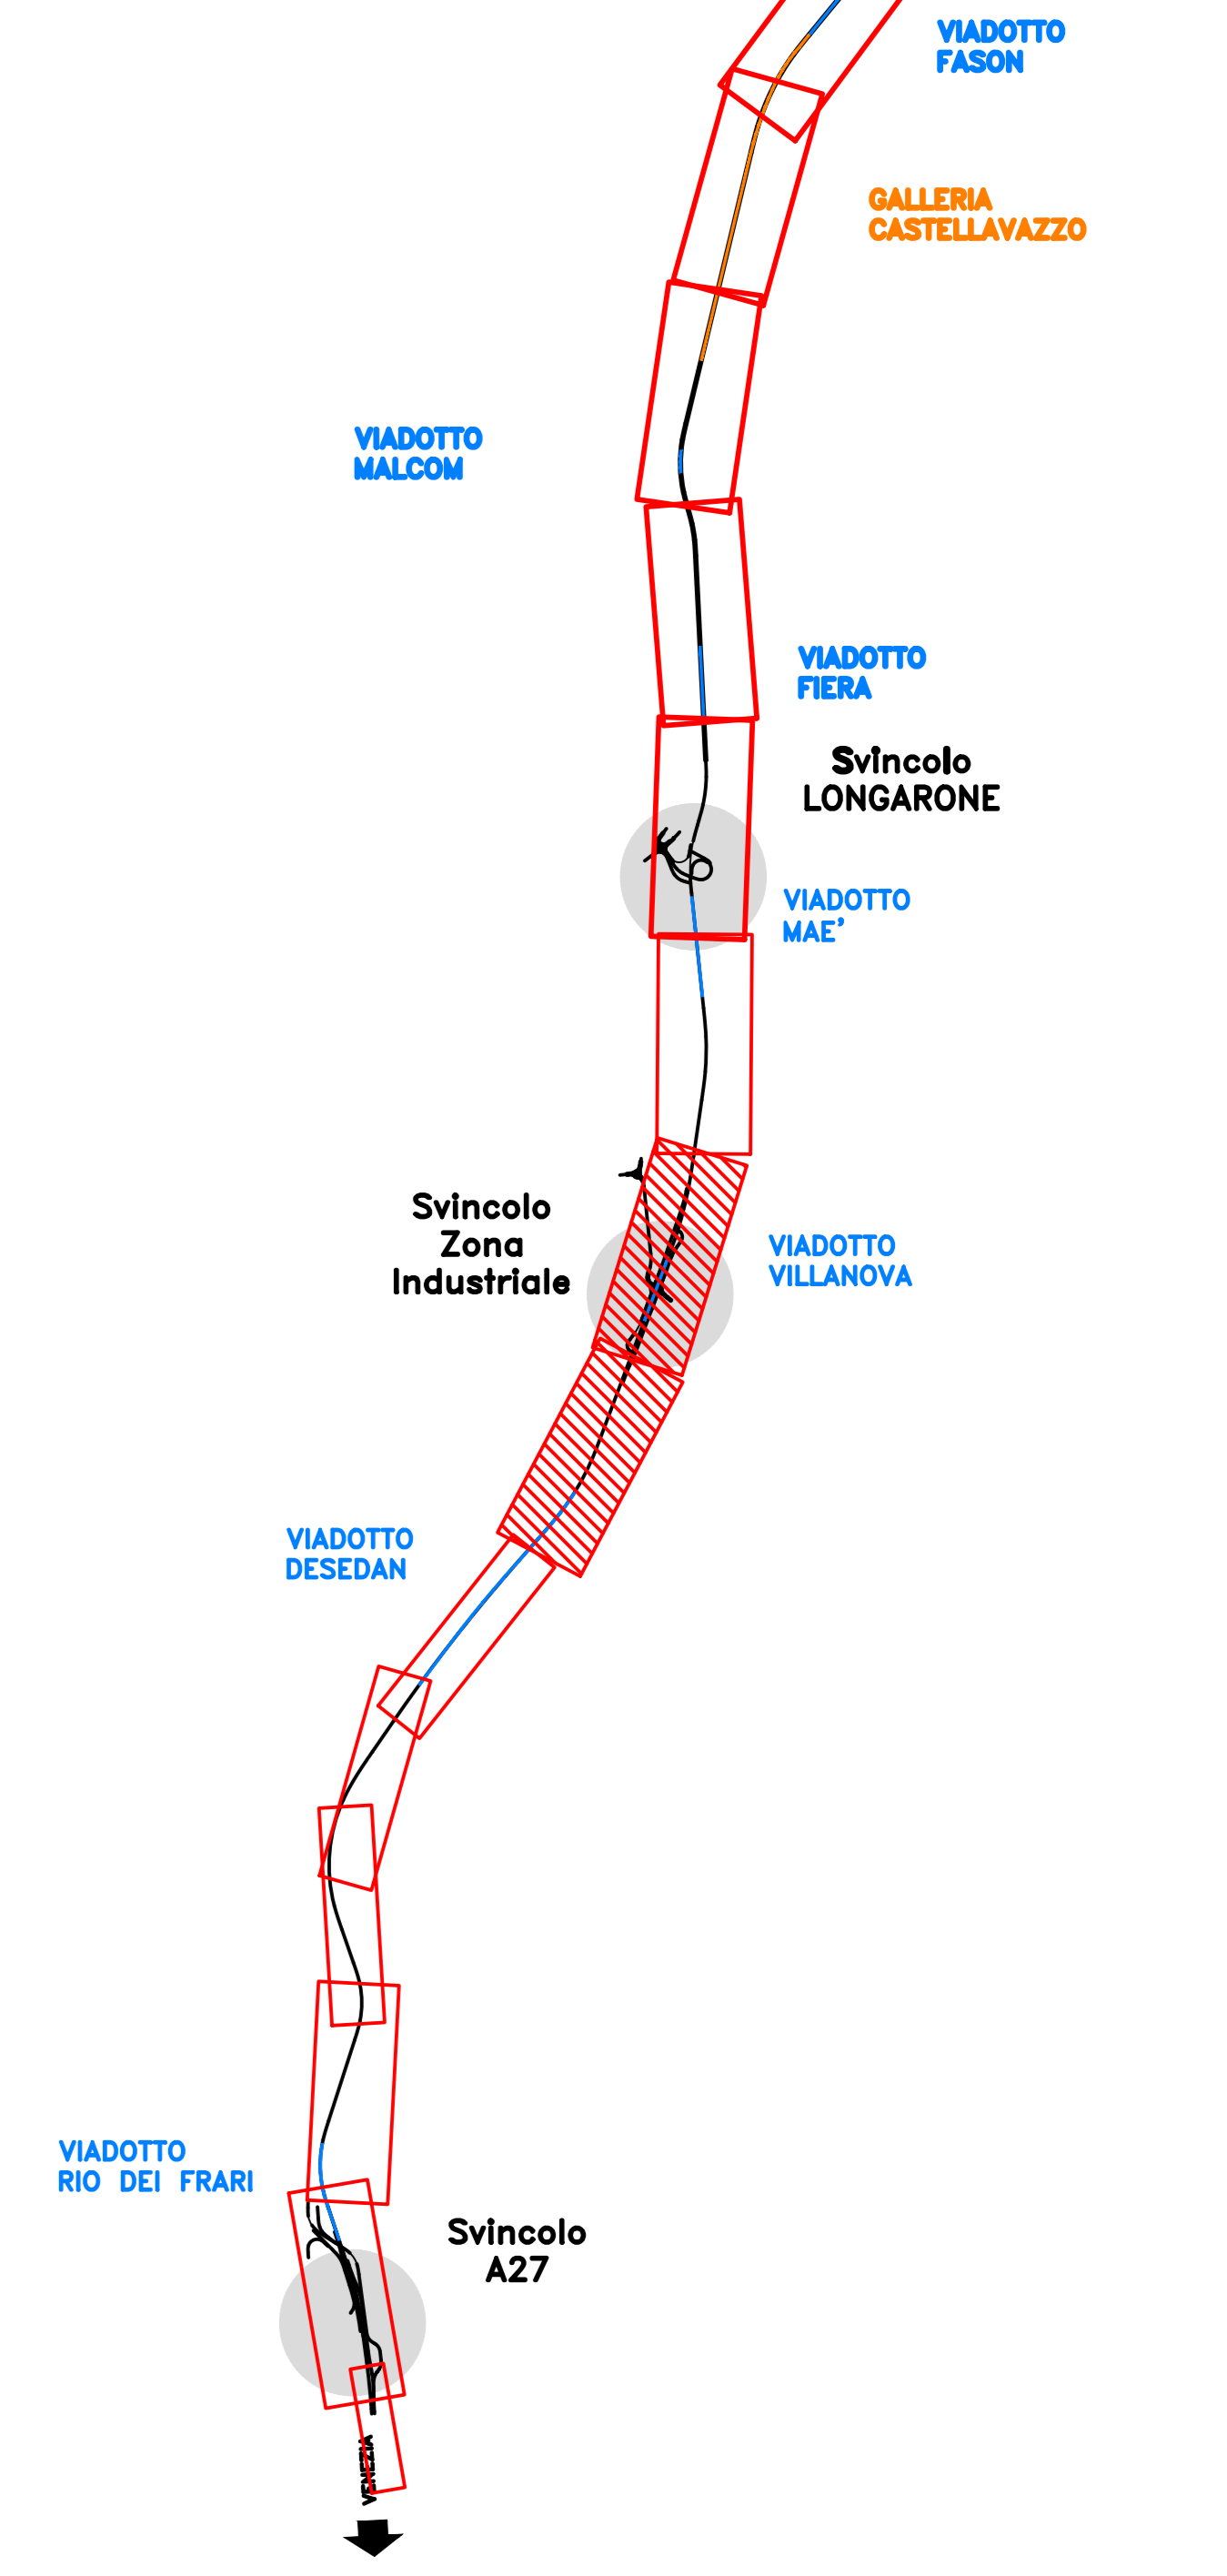 VIADOTTO
FASON
GALLERIA
CASTELLAVAZZO
VIADOTTO
MALCOM
VIADOTTO
FIERA
Svincolo
LONGARONE
VIADOTTO
MAE'
Svincolo
Zona
Industriale
VIADOTTO
VILLANOVA
VIADOTTO
DESEDAN
VIADOTTO
RIO DEI FRARI
Svincolo
A27
VENEZIA